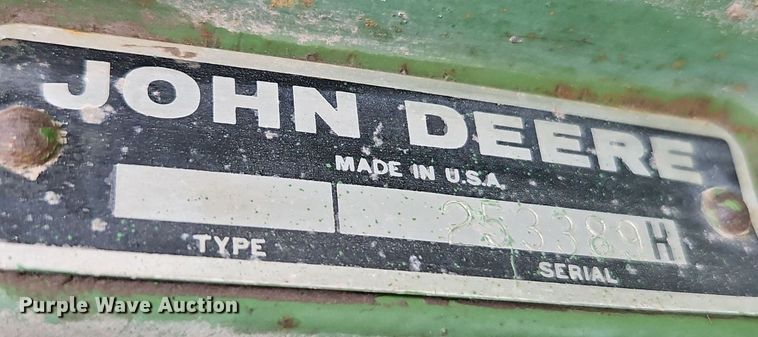 JOHN DEERE
MADE IN U.S.A.
253389H
TYPE SERIAL
Purple Wave Auction